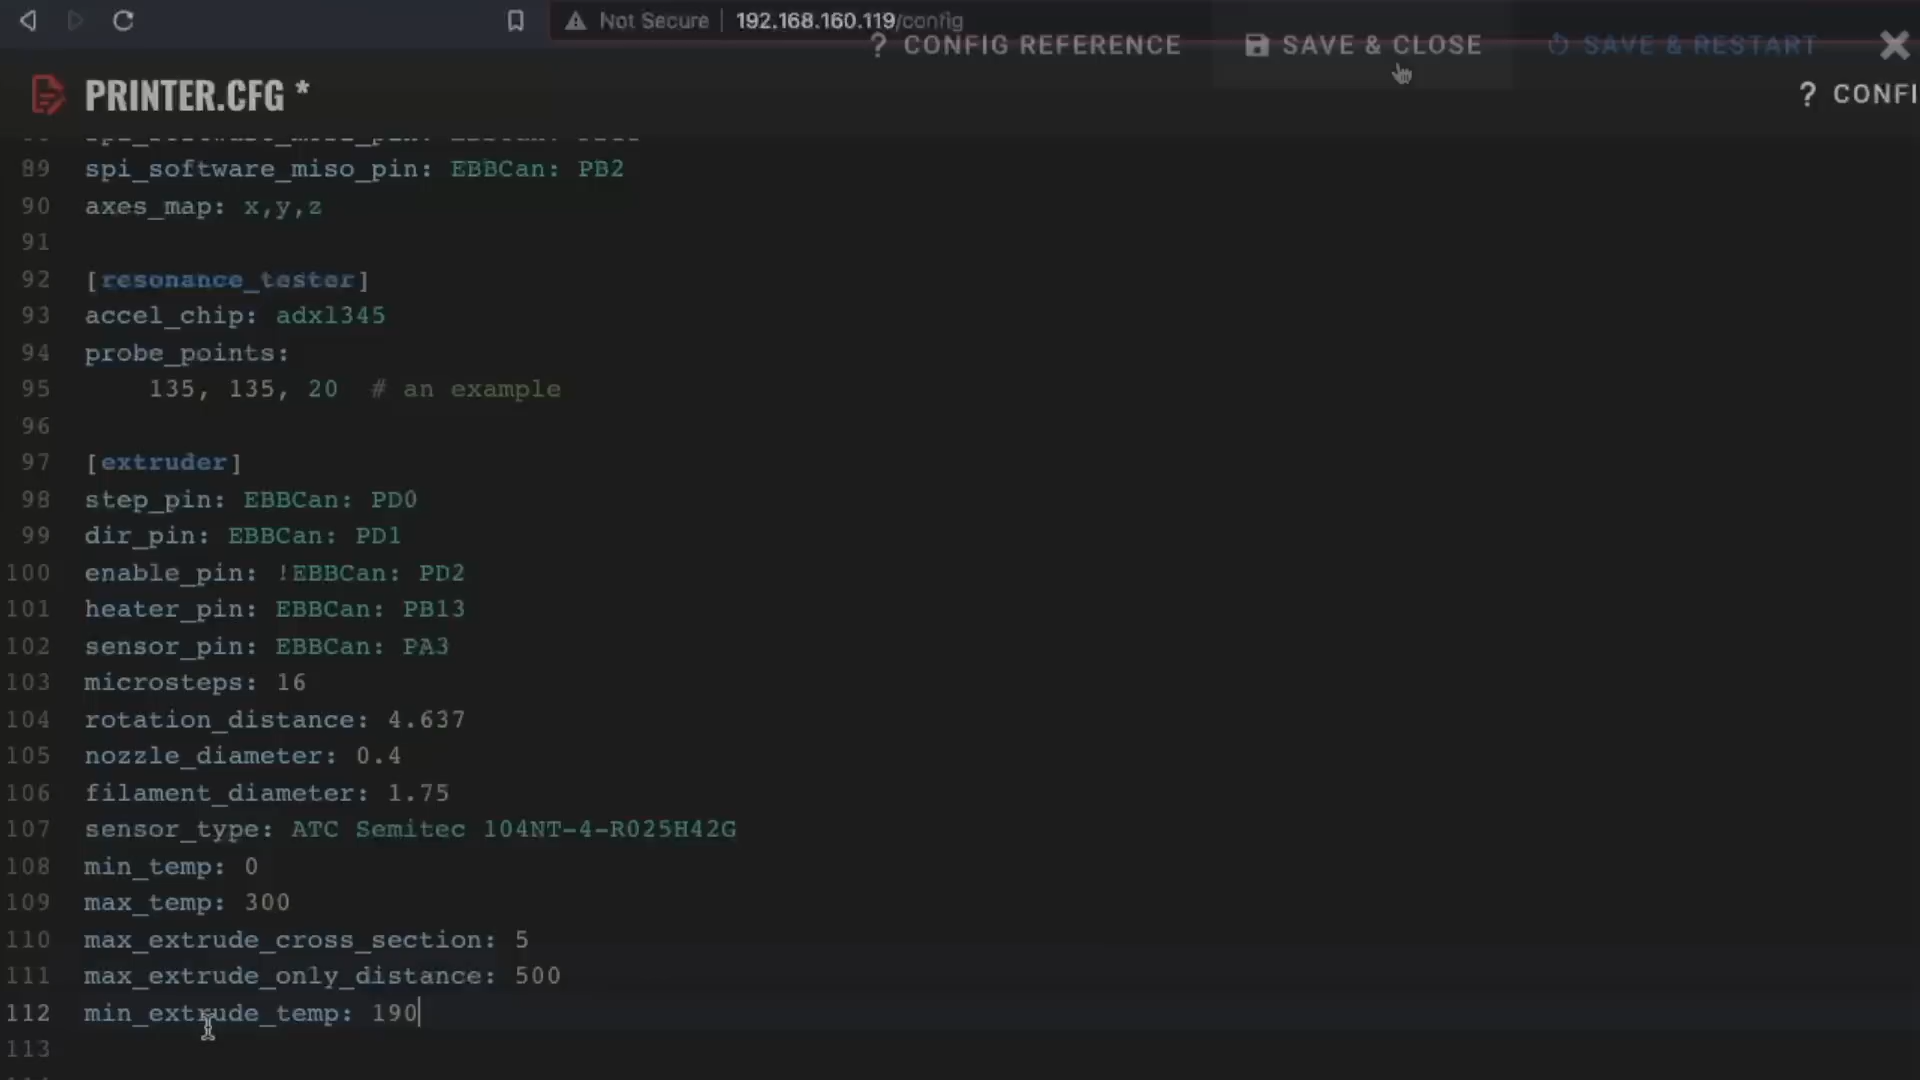 Not Secure 192.168.160.119/config
? CONFIG REFERENCE SAVE & CLOSE SAVE & RESTART
PRINTER.CFG * ? CONFI
89 spi_software_miso_pin: EBBCan: PB2
90 axes_map: x,y,z
91
92 [resonance_tester]
93 accel_chip: adxl345
94 probe_points:
95 135, 135, 20 # an example
96
97 [extruder]
98 step_pin: EBBCan: PD0
99 dir_pin: EBBCan: PD1
100 enable_pin: !EBBCan: PD2
101 heater_pin: EBBCan: PB13
102 sensor_pin: EBBCan: PA3
103 microsteps: 16
104 rotation_distance: 4.637
105 nozzle_diameter: 0.4
106 filament_diameter: 1.75
107 sensor_type: ATC Semitec 104NT-4-R025H42G
108 min_temp: 0
109 max_temp: 300
110 max_extrude_cross_section: 5
111 max_extrude_only_distance: 500
112 min_extrude_temp: 190
113